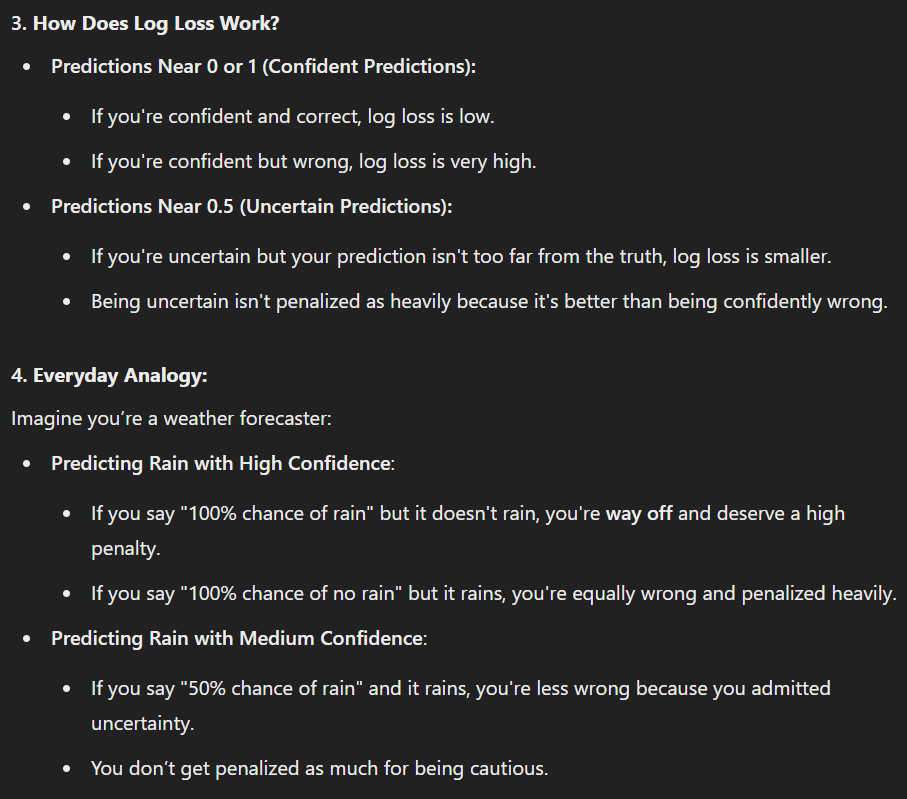 3. How Does Log Loss Work?
• Predictions Near 0 or 1 (Confident Predictions):
• If you're confident and correct, log loss is low.
• If you're confident but wrong, log loss is very high.
• Predictions Near 0.5 (Uncertain Predictions):
• If you're uncertain but your prediction isn't too far from the truth, log loss is smaller.
• Being uncertain isn't penalized as heavily because it's better than being confidently wrong.
4. Everyday Analogy:
Imagine you’re a weather forecaster:
• Predicting Rain with High Confidence:
• If you say "100% chance of rain" but it doesn't rain, you're way off and deserve a high
penalty.
• If you say "100% chance of no rain" but it rains, you're equally wrong and penalized heavily.
• Predicting Rain with Medium Confidence:
• If you say "50% chance of rain" and it rains, you're less wrong because you admitted
uncertainty.
• You don’t get penalized as much for being cautious.